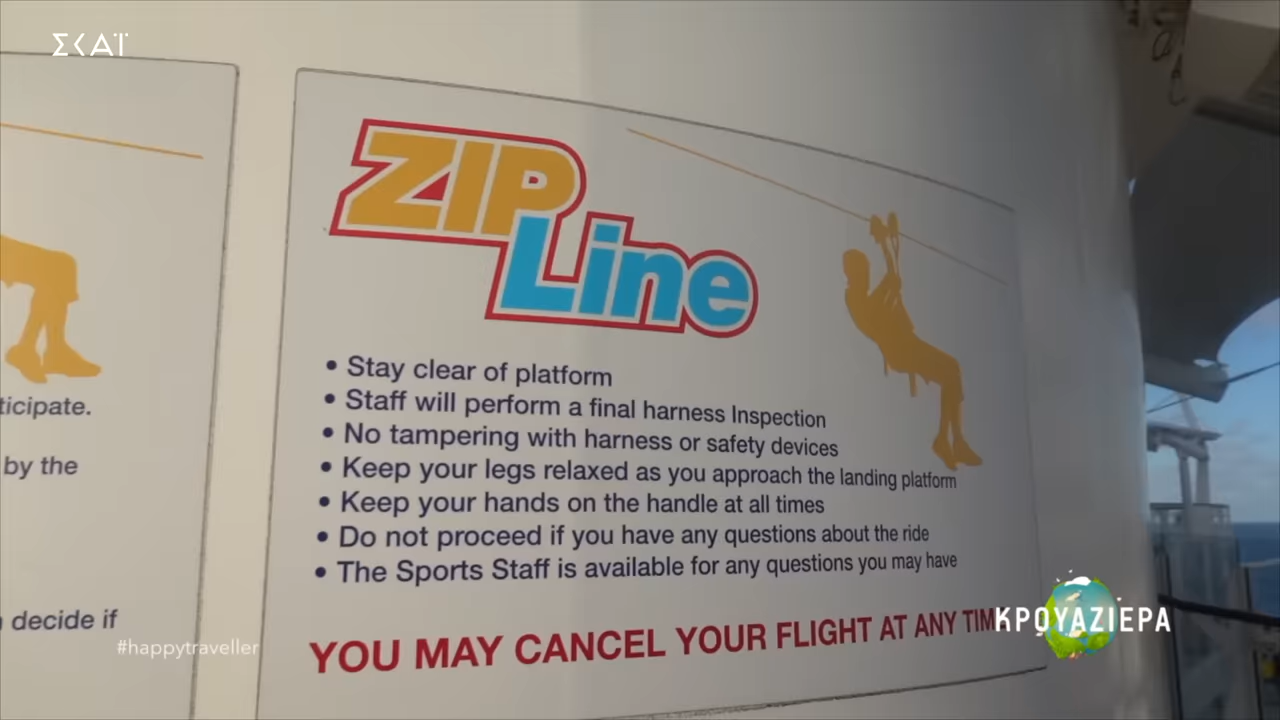 ΣΚΑΪ
ticipate.
by the
decide if
ZIP
Line
• Stay clear of platform
• Staff will perform a final harness Inspection
• No tampering with harness or safety devices
• Keep your legs relaxed as you approach the landing platform
• Keep your hands on the handle at all times
• Do not proceed if you have any questions about the ride
• The Sports Staff is available for any questions you may have
YOU MAY CANCEL YOUR FLIGHT AT ANY TIM
#happytraveller
ΚΡΟΥΑΖΙΕΡΑ